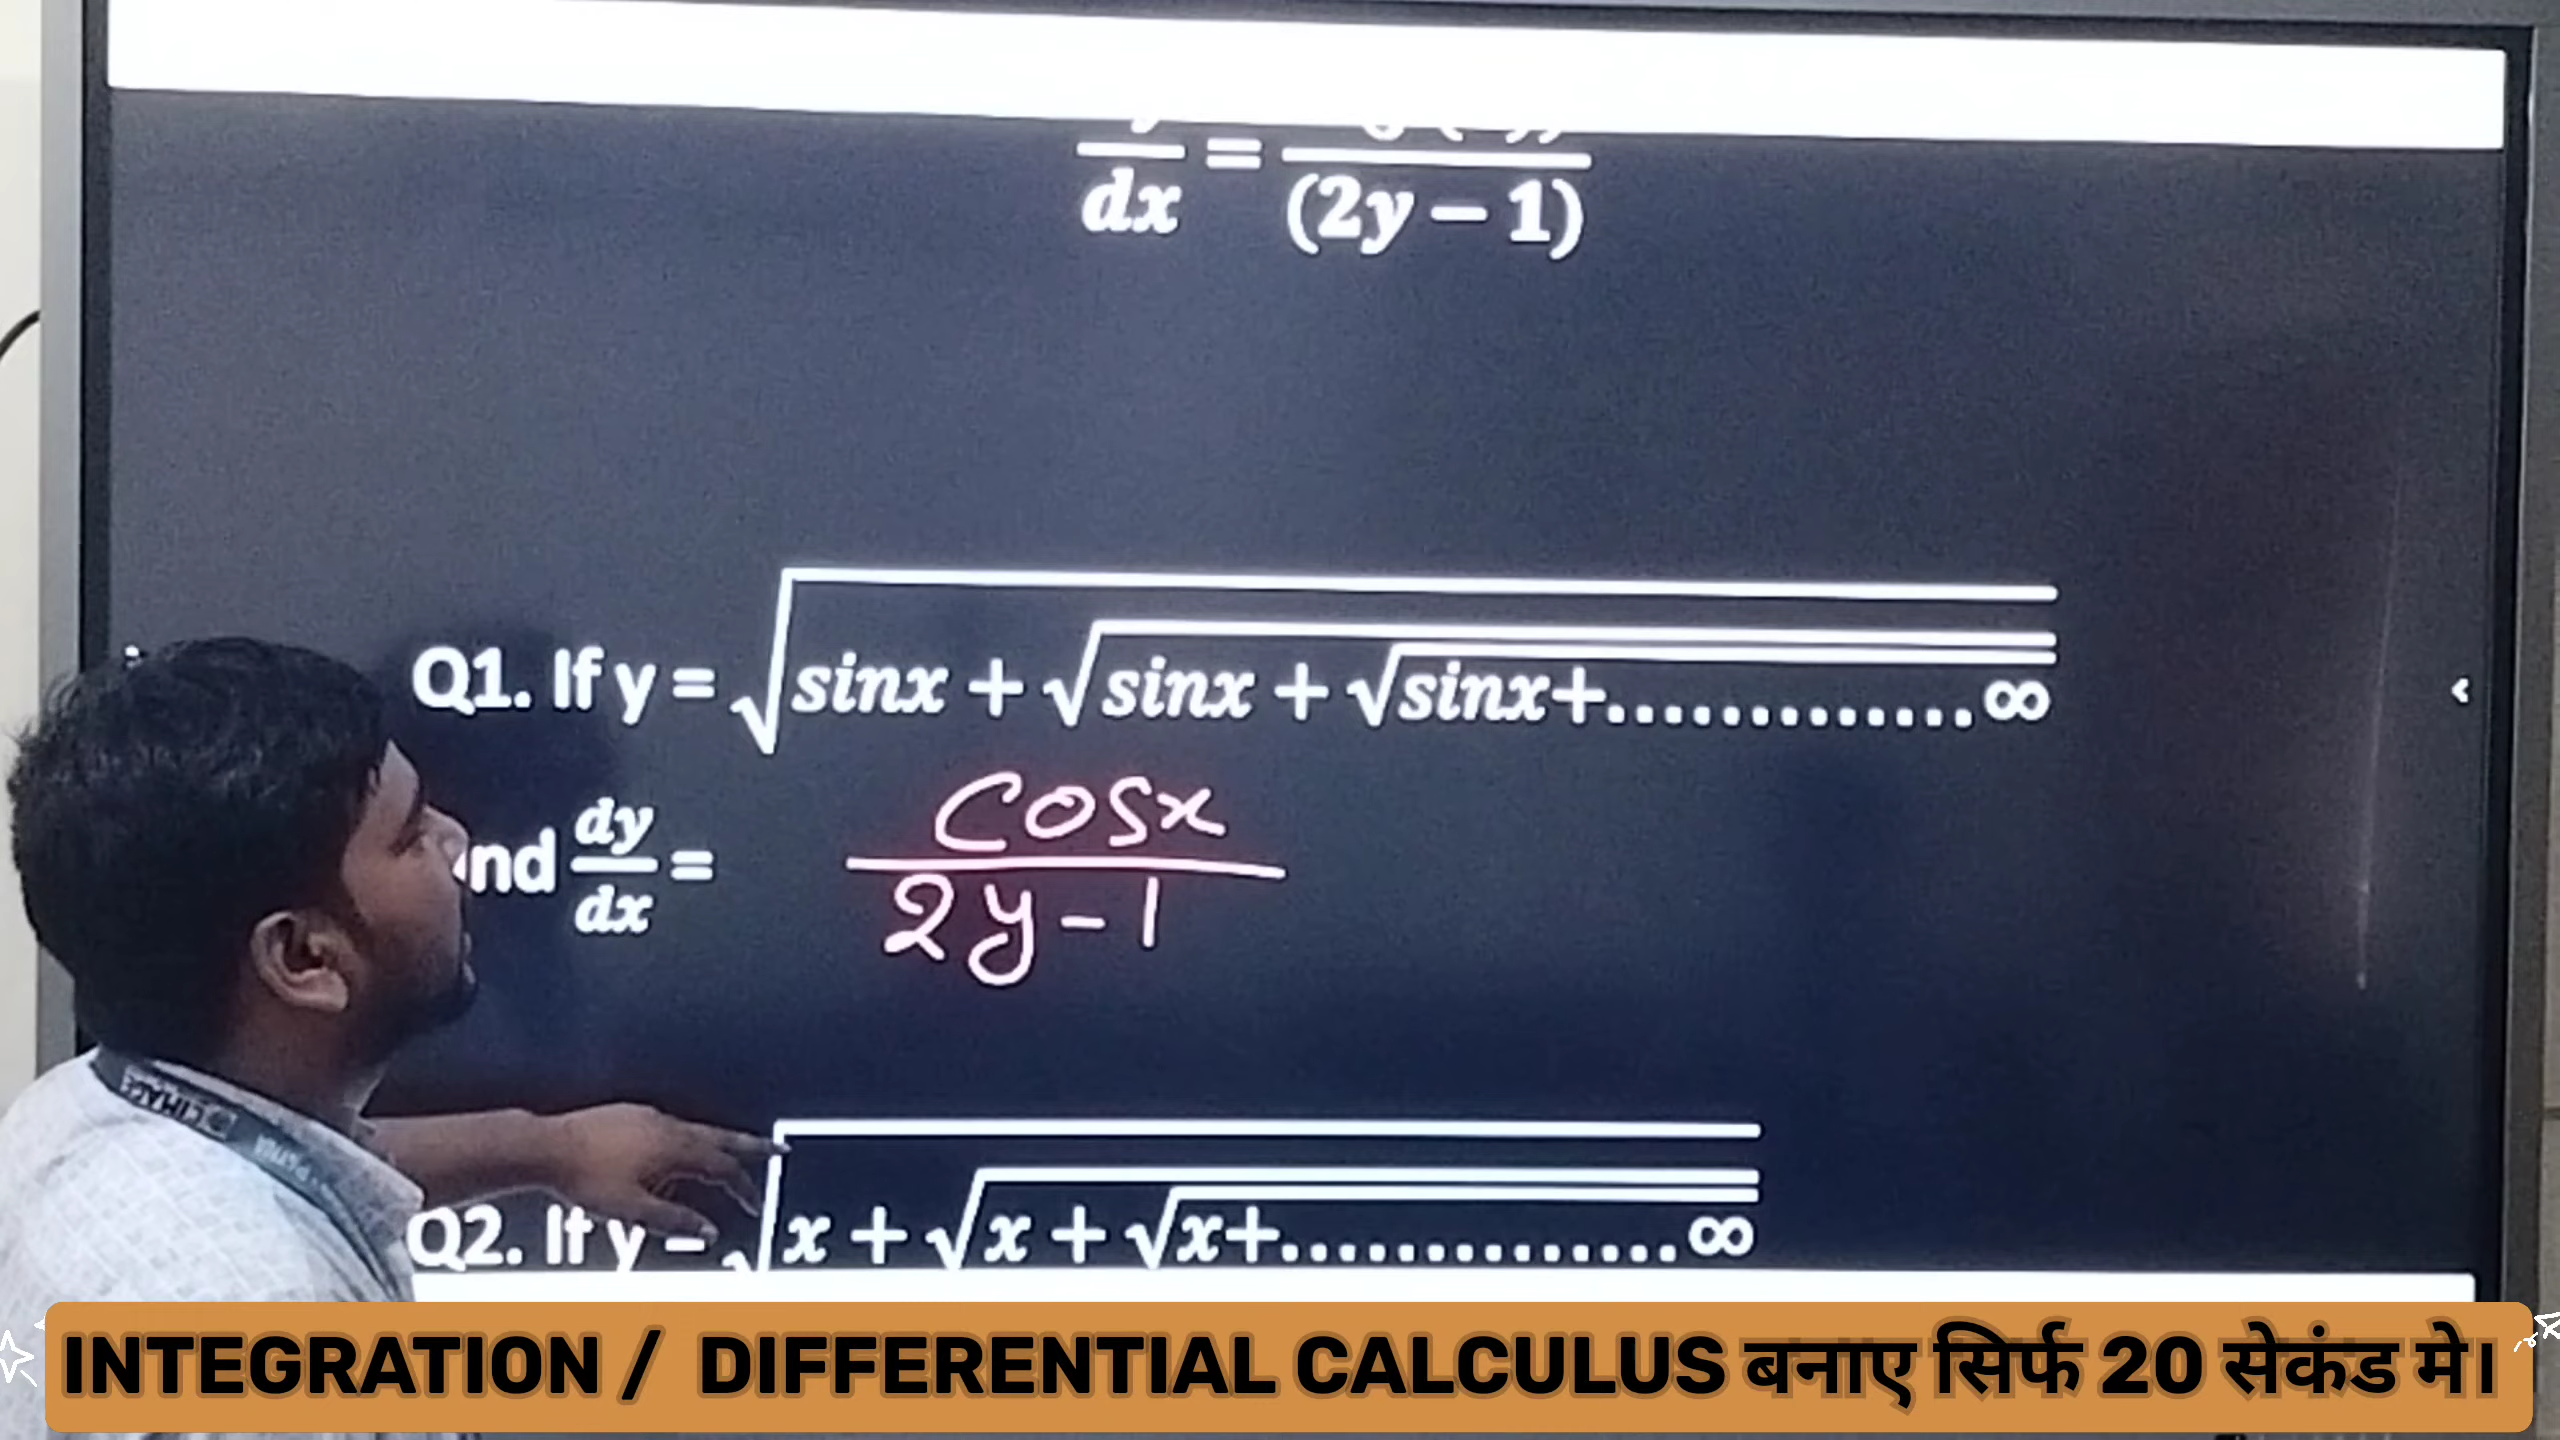 dx = (2y – 1)
Q1. If y = √sinx + √sinx + √sinx+.............∞
nd dy/dx = cosx / 2y-1
Q2. If y = √x + √x + √x+..............∞
INTEGRATION / DIFFERENTIAL CALCULUS बनाए सिर्फ 20 सेकंड मे।